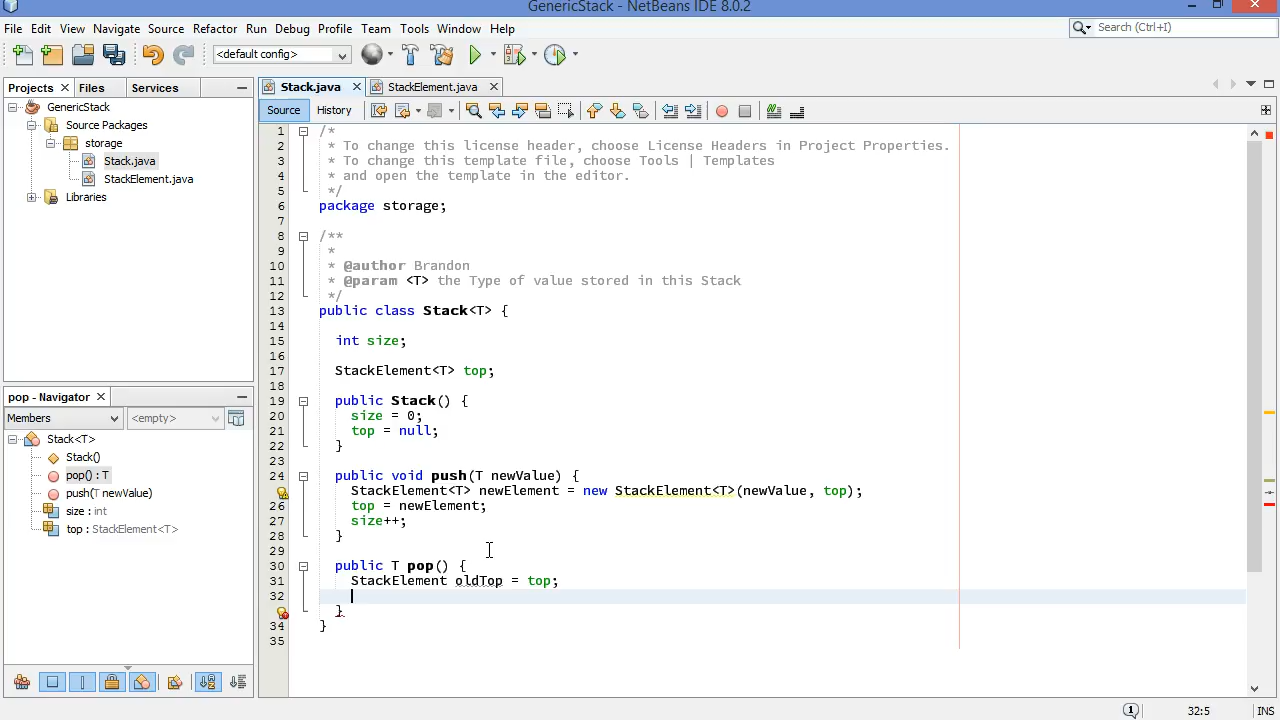 GenericStack - NetBeans IDE 8.0.2
File Edit View Navigate Source Refactor Run Debug Profile Team Tools Window Help
Search (Ctrl+I)
<default config>
Projects Files Services
GenericStack
Source Packages
storage
Stack.java
StackElement.java
Libraries
pop - Navigator
Members <empty>
Stack<T>
Stack()
pop() : T
push(T newValue)
size : int
top : StackElement<T>
Stack.java StackElement.java
Source History
1 /*
2 * To change this license header, choose License Headers in Project Properties.
3 * To change this template file, choose Tools | Templates
4 * and open the template in the editor.
5 */
6 package storage;
7
8 /**
9 *
10 * @author Brandon
11 * @param <T> the Type of value stored in this Stack
12 */
13 public class Stack<T> {
14
15 int size;
16
17 StackElement<T> top;
18
19 public Stack() {
20 size = 0;
21 top = null;
22 }
23
24 public void push(T newValue) {
StackElement<T> newElement = new StackElement<T>(newValue, top);
26 top = newElement;
27 size++;
28 }
29
30 public T pop() {
31 StackElement oldTop = top;
32
}
34 }
35
1
32:5 INS